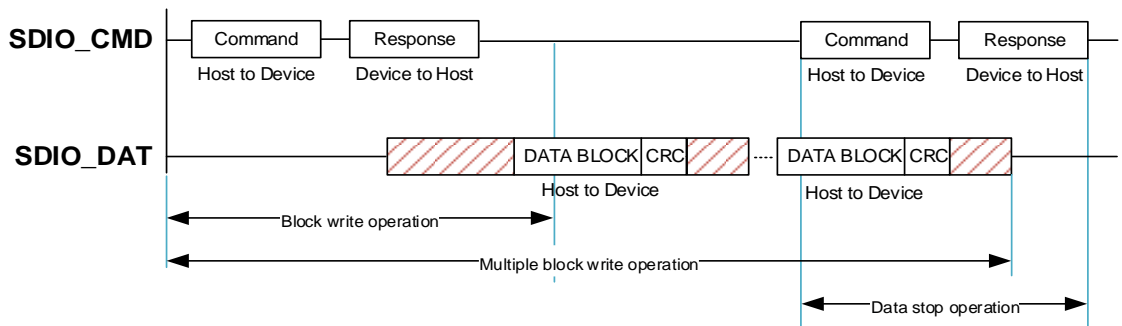 SDIO_CMD
Command
Response
Command
Response
Host to Device
Device to Host
Host to Device
Device to Host
SDIO_DAT
DATA BLOCK
CRC
DATA BLOCK
CRC
Host to Device
Host to Device
Block write operation
Multiple block write operation
Data stop operation